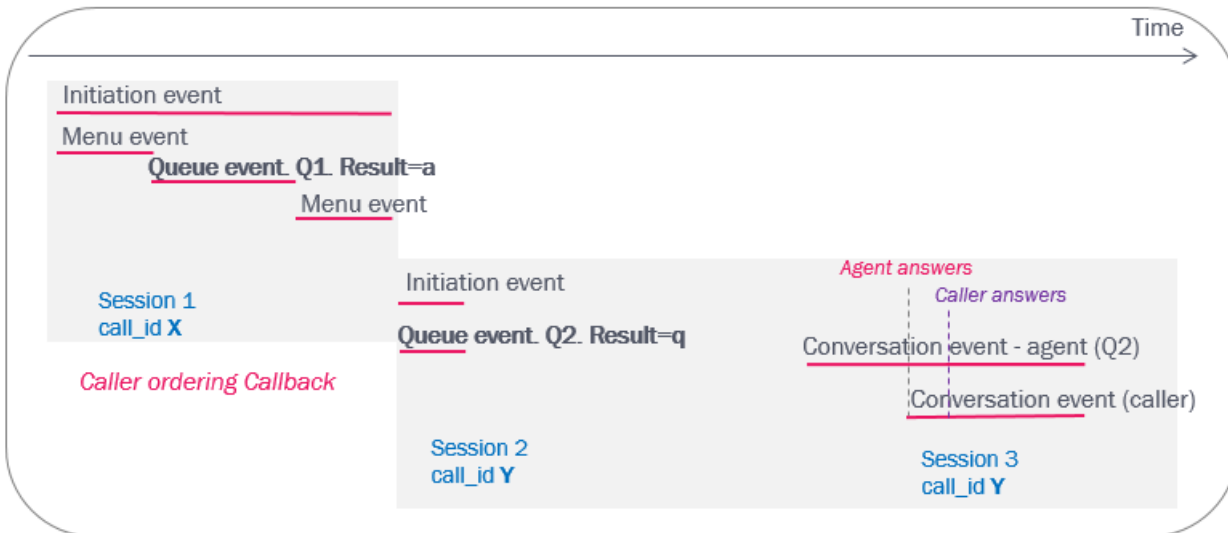 Time
Initiation event
Menu event
Queue event. Q1. Result=a
Menu event
Session 1
call_id X
Caller ordering Callback
Initiation event
Queue event. Q2. Result=q
Session 2
call_id Y
Agent answers
Caller answers
Conversation event - agent (Q2)
Conversation event (caller)
Session 3
call_id Y